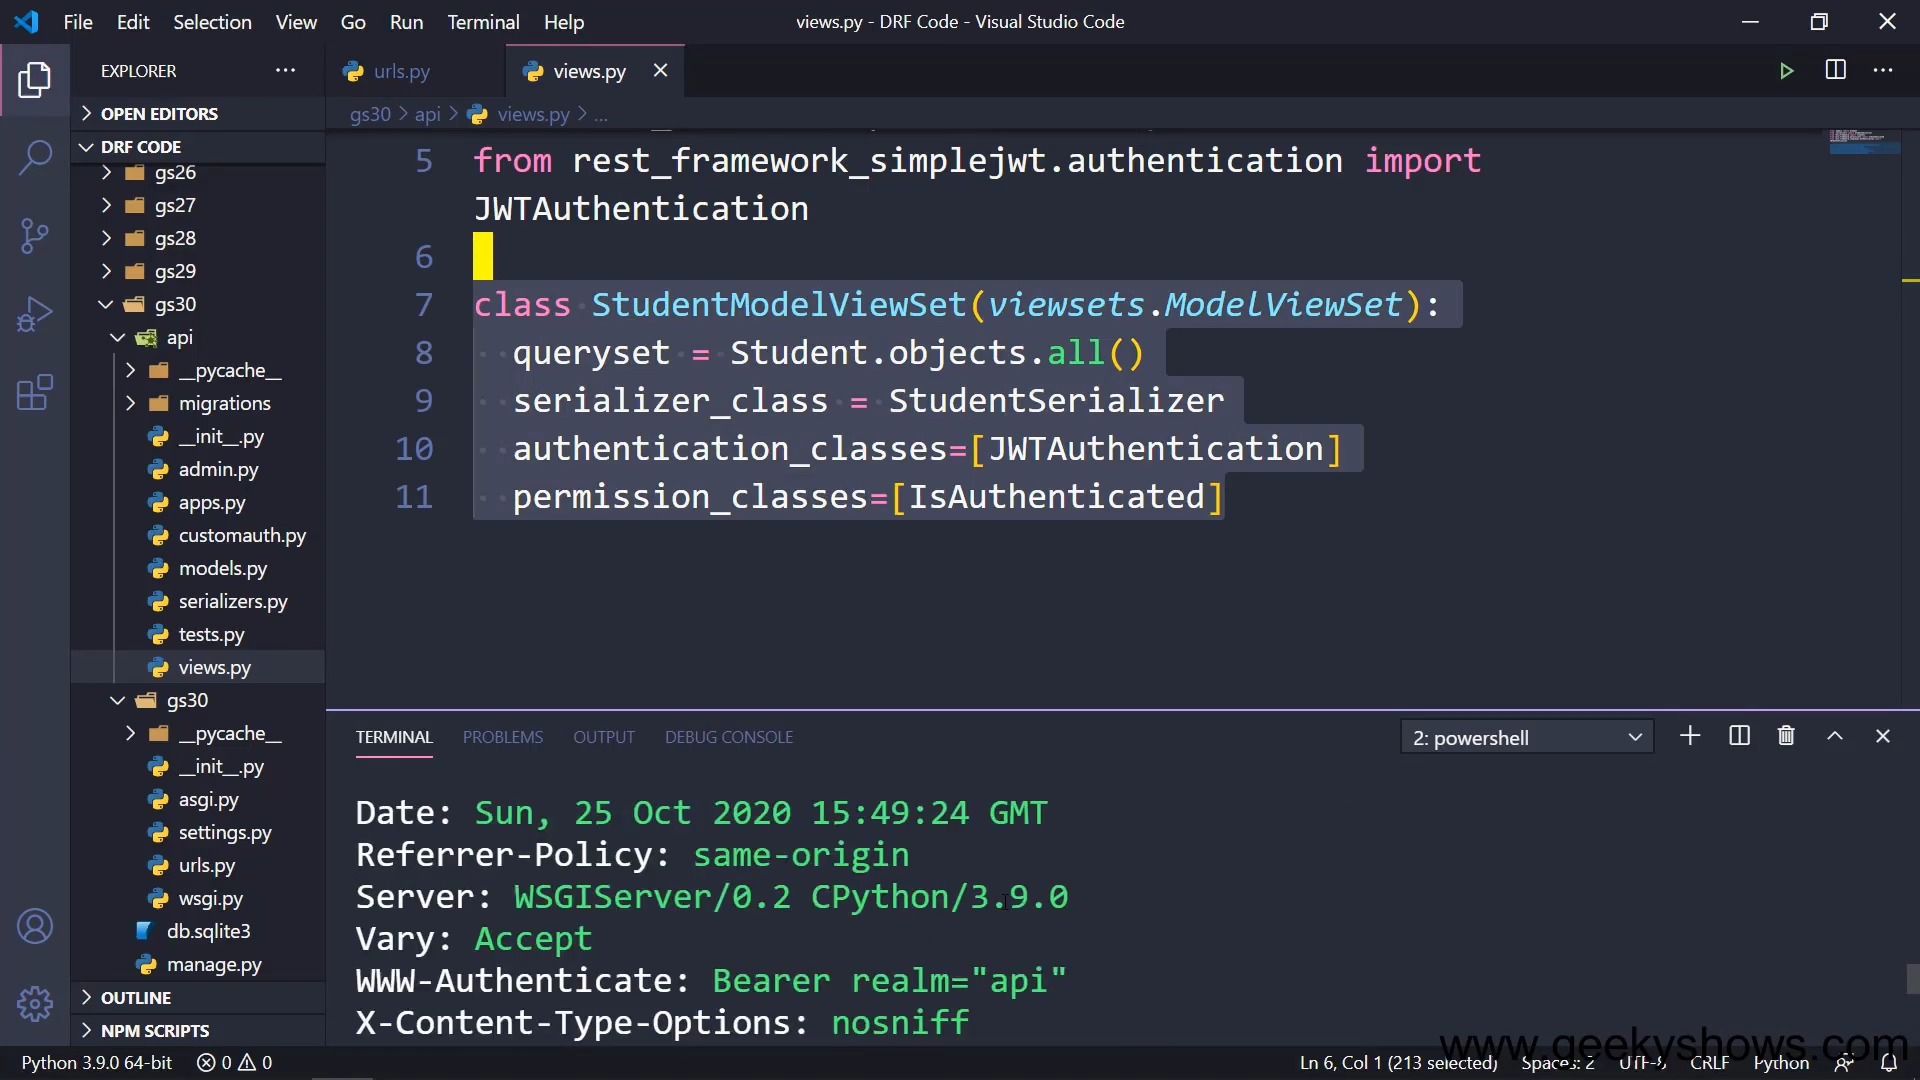 File Edit Selection View Go Run Terminal Help
views.py - DRF Code - Visual Studio Code
EXPLORER
urls.py
views.py
OPEN EDITORS
gs30 > api > views.py > ...
DRF CODE
gs26
gs27
gs28
gs29
gs30
api
__pycache__
migrations
__init__.py
admin.py
apps.py
customauth.py
models.py
serializers.py
tests.py
views.py
gs30
__pycache__
__init__.py
asgi.py
settings.py
urls.py
wsgi.py
db.sqlite3
manage.py
OUTLINE
NPM SCRIPTS
5 from rest_framework_simplejwt.authentication import
JWTAuthentication
6
7 class StudentModelViewSet(viewsets.ModelViewSet):
8 queryset = Student.objects.all()
9 serializer_class = StudentSerializer
10 authentication_classes=[JWTAuthentication]
11 permission_classes=[IsAuthenticated]
TERMINAL PROBLEMS OUTPUT DEBUG CONSOLE
2: powershell
Date: Sun, 25 Oct 2020 15:49:24 GMT
Referrer-Policy: same-origin
Server: WSGIServer/0.2 CPython/3.9.0
Vary: Accept
WWW-Authenticate: Bearer realm="api"
X-Content-Type-Options: nosniff
www.geekyshows.com
Python 3.9.0 64-bit 0 0
Ln 6, Col 1 (213 selected) Spaces: 2 UTF-8 CRLF Python